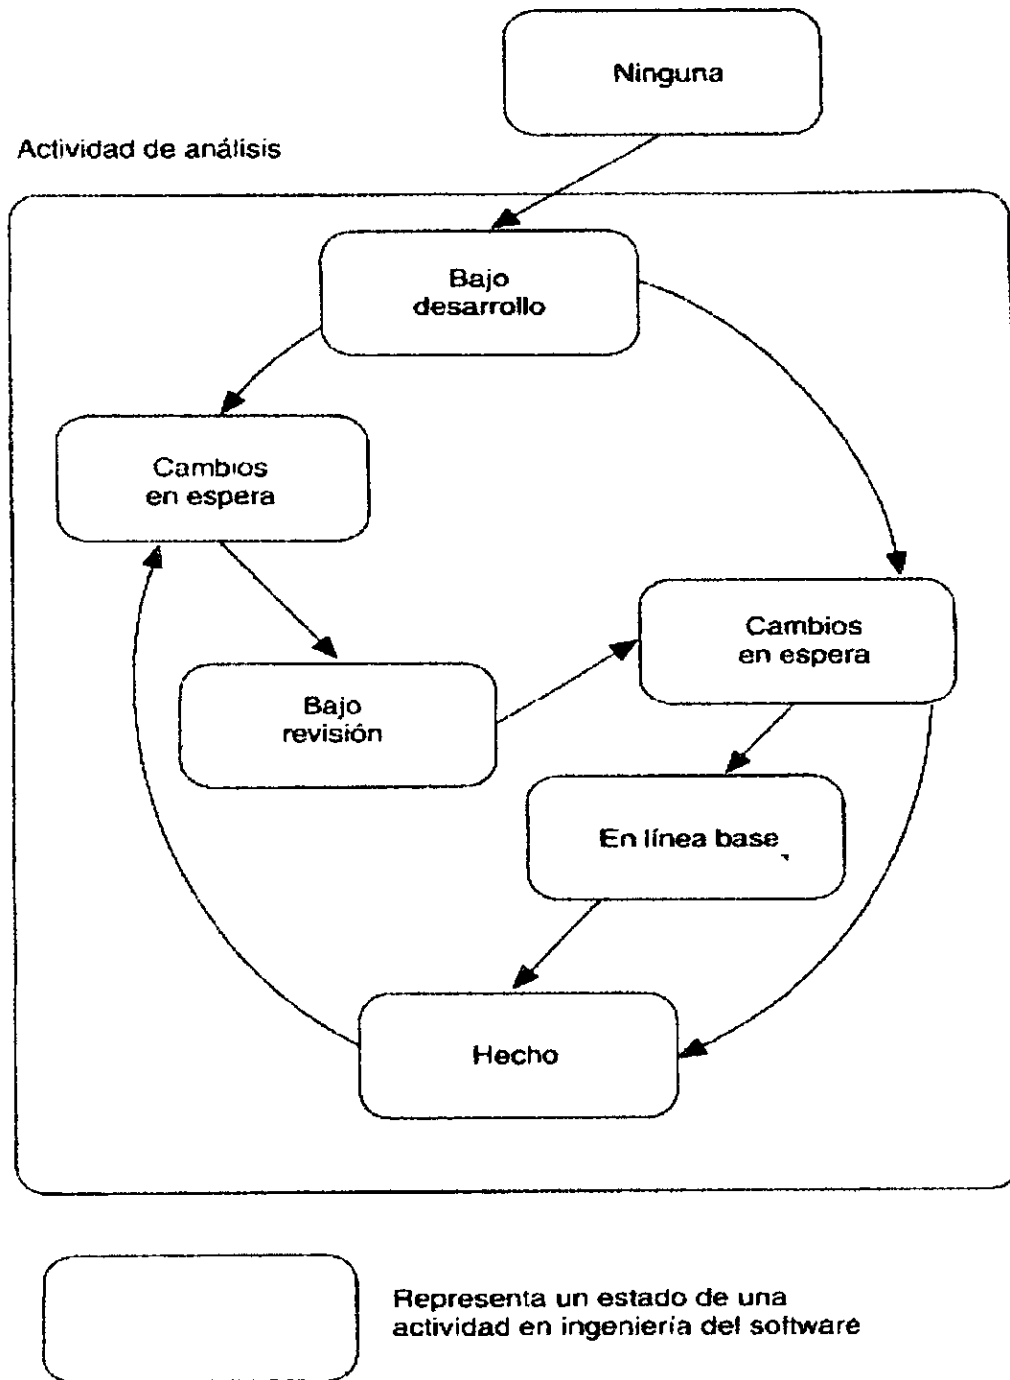 Ninguna
Actividad de análisis
Bajo
desarrollo
Cambios
en espera
Cambios
en espera
Bajo
revisión
En línea base
Hecho
Representa un estado de una
actividad en ingeniería del software